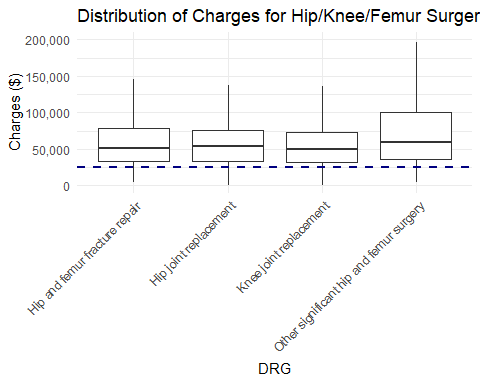 Distribution of Charges for Hip/Knee/Femur Surger
Charges ($)
200,000
150,000
100,000
50,000
0
Hip and femur fracture repair
Hip joint replacement
Knee joint replacement
Other significant hip and femur surgery
DRG